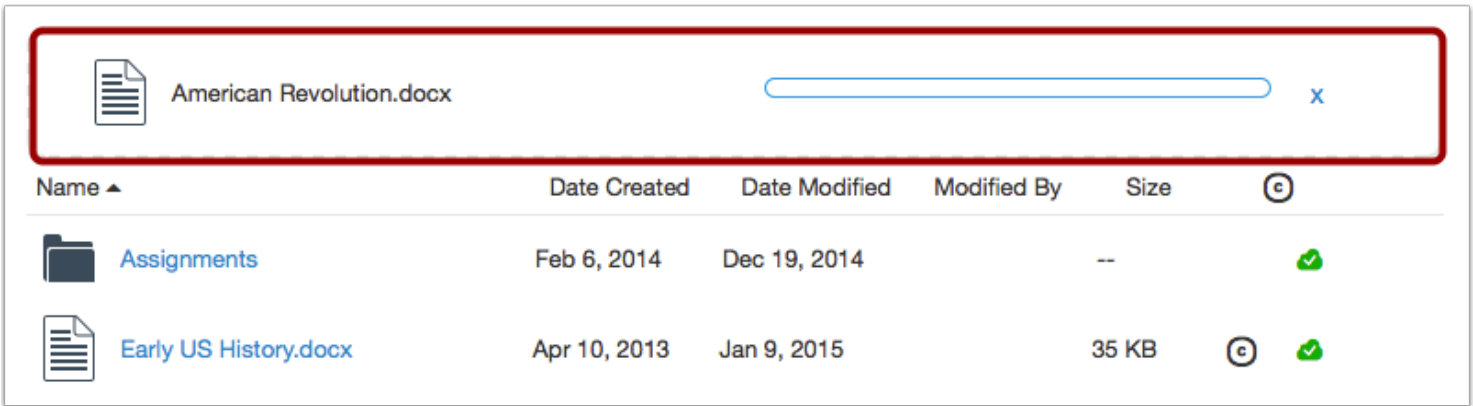 American Revolution.docx x
Name Date Created Date Modified Modified By Size ©
Assignments Feb 6, 2014 Dec 19, 2014 --
Early US History.docx Apr 10, 2013 Jan 9, 2015 35 KB ©